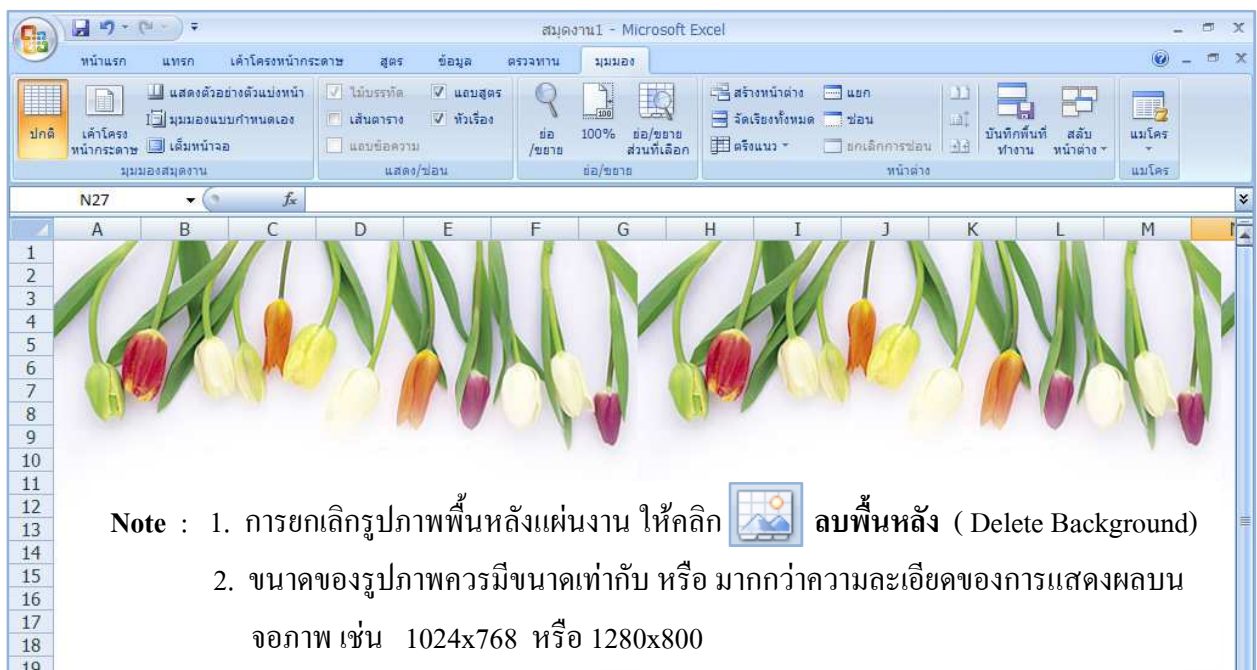 สมุดงาน1 - Microsoft Excel
หน้าแรก แทรก เค้าโครงหน้ากระดาษ สูตร ข้อมูล ตรวจทาน มุมมอง
ปกติ
เค้าโครง
หน้ากระดาษ
แสดงตัวอย่างตัวแบ่งหน้า
มุมมองแบบกำหนดเอง
เต็มหน้าจอ
มุมมองสมุดงาน
ไม้บรรทัด
เส้นตาราง
แถบข้อความ
แถบสูตร
หัวเรื่อง
แสดง/ซ่อน
ย่อ
/ขยาย
100
100%
ย่อ/ขยาย
ส่วนที่เลือก
ย่อ/ขยาย
สร้างหน้าต่าง
จัดเรียงทั้งหมด
ตรึงแนว
แยก
ซ่อน
ยกเลิกการซ่อน
บันทึกพื้นที่
ทำงาน
สลับ
หน้าต่าง
หน้าต่าง
แมโคร
แมโคร
N27 fx
A B C D E F G H I J K L M
1
2
3
4
5
6
7
8
9
10
11
12
13
14
15
16
17
18
19
Note : 1. การยกเลิกรูปภาพพื้นหลังแผ่นงาน ให้คลิก ลบพื้นหลัง ( Delete Background)
2. ขนาดของรูปภาพควรมีขนาดเท่ากับ หรือ มากกว่าความละเอียดของการแสดงผลบน
จอภาพ เช่น 1024x768 หรือ 1280x800